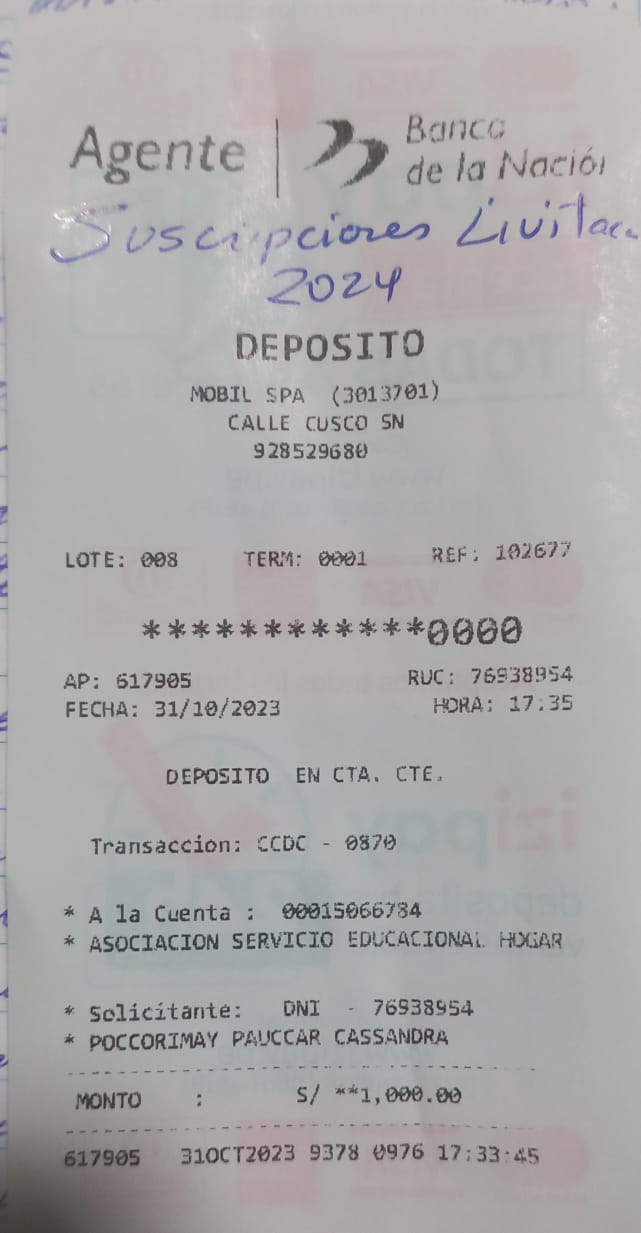 Agente
Banco
de la Nación
Suscripciones Livitac.
2024
DEPOSITO
MOBIL SPA (3013701)
CALLE CUSCO SN
928529680
LOTE: 008 TERM: 0001 REF: 102677
************0000
AP: 617905 RUC: 76938954
FECHA: 31/10/2023 HORA: 17:35
DEPOSITO EN CTA. CTE.
Transaccion: CCDC - 0870
* A la Cuenta : 00015066784
* ASOCIACION SERVICIO EDUCACIONAL HOGAR
* Solicitante: DNI - 76938954
* POCCORIMAY PAUCCAR CASSANDRA
MONTO : S/ **1,000.00
617905 31OCT2023 9378 0976 17:33:45